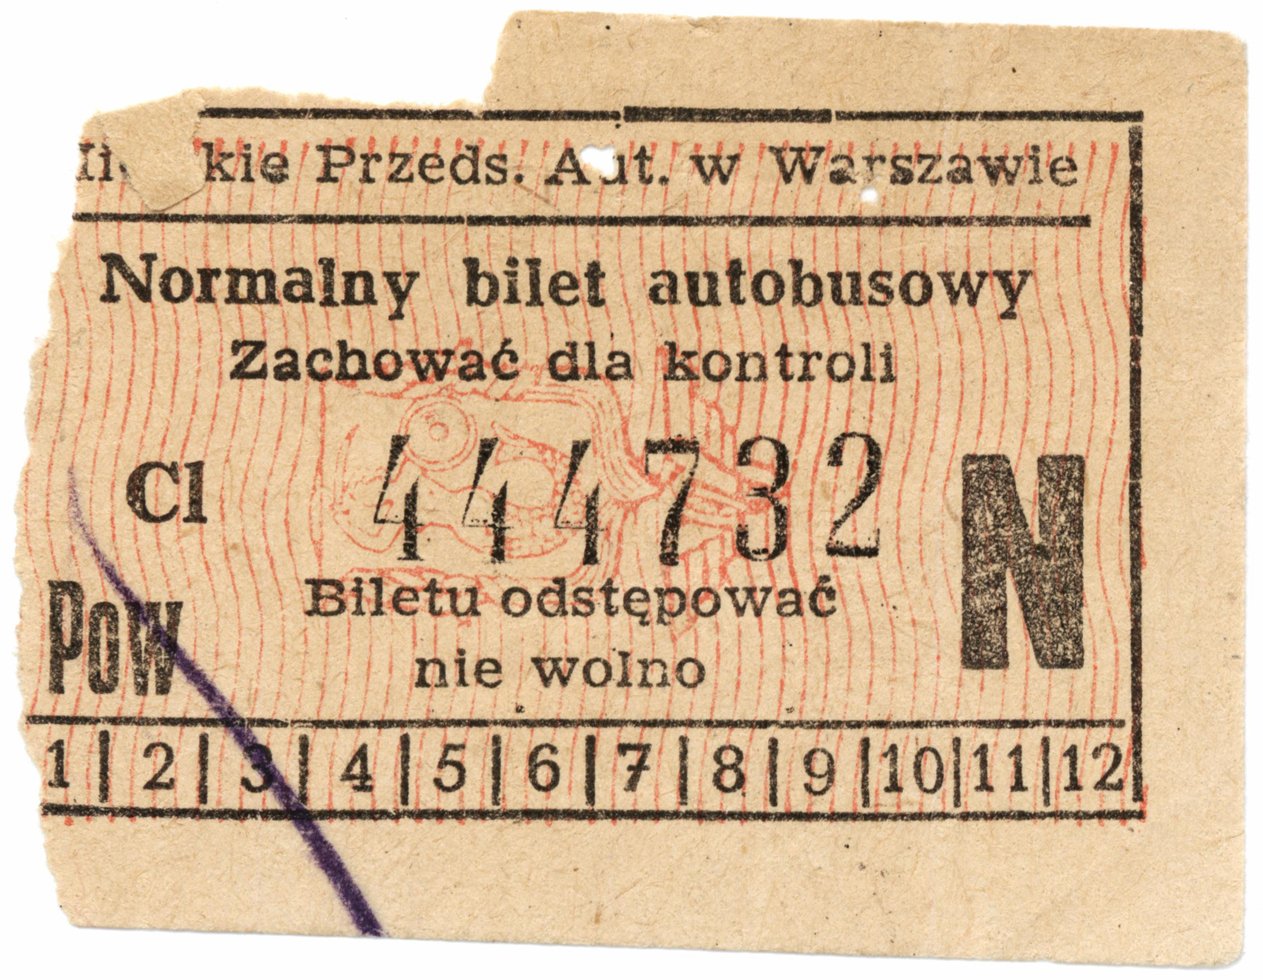 kie Przeds. Aut. w Warszawie
Normalny bilet autobusowy
Zachować dla kontroli
Cl 444732 N
Pow Biletu odstępować
nie wolno
1 | 2 | 3 | 4 | 5 | 6 | 7 | 8 | 9 | 10 | 11 | 12